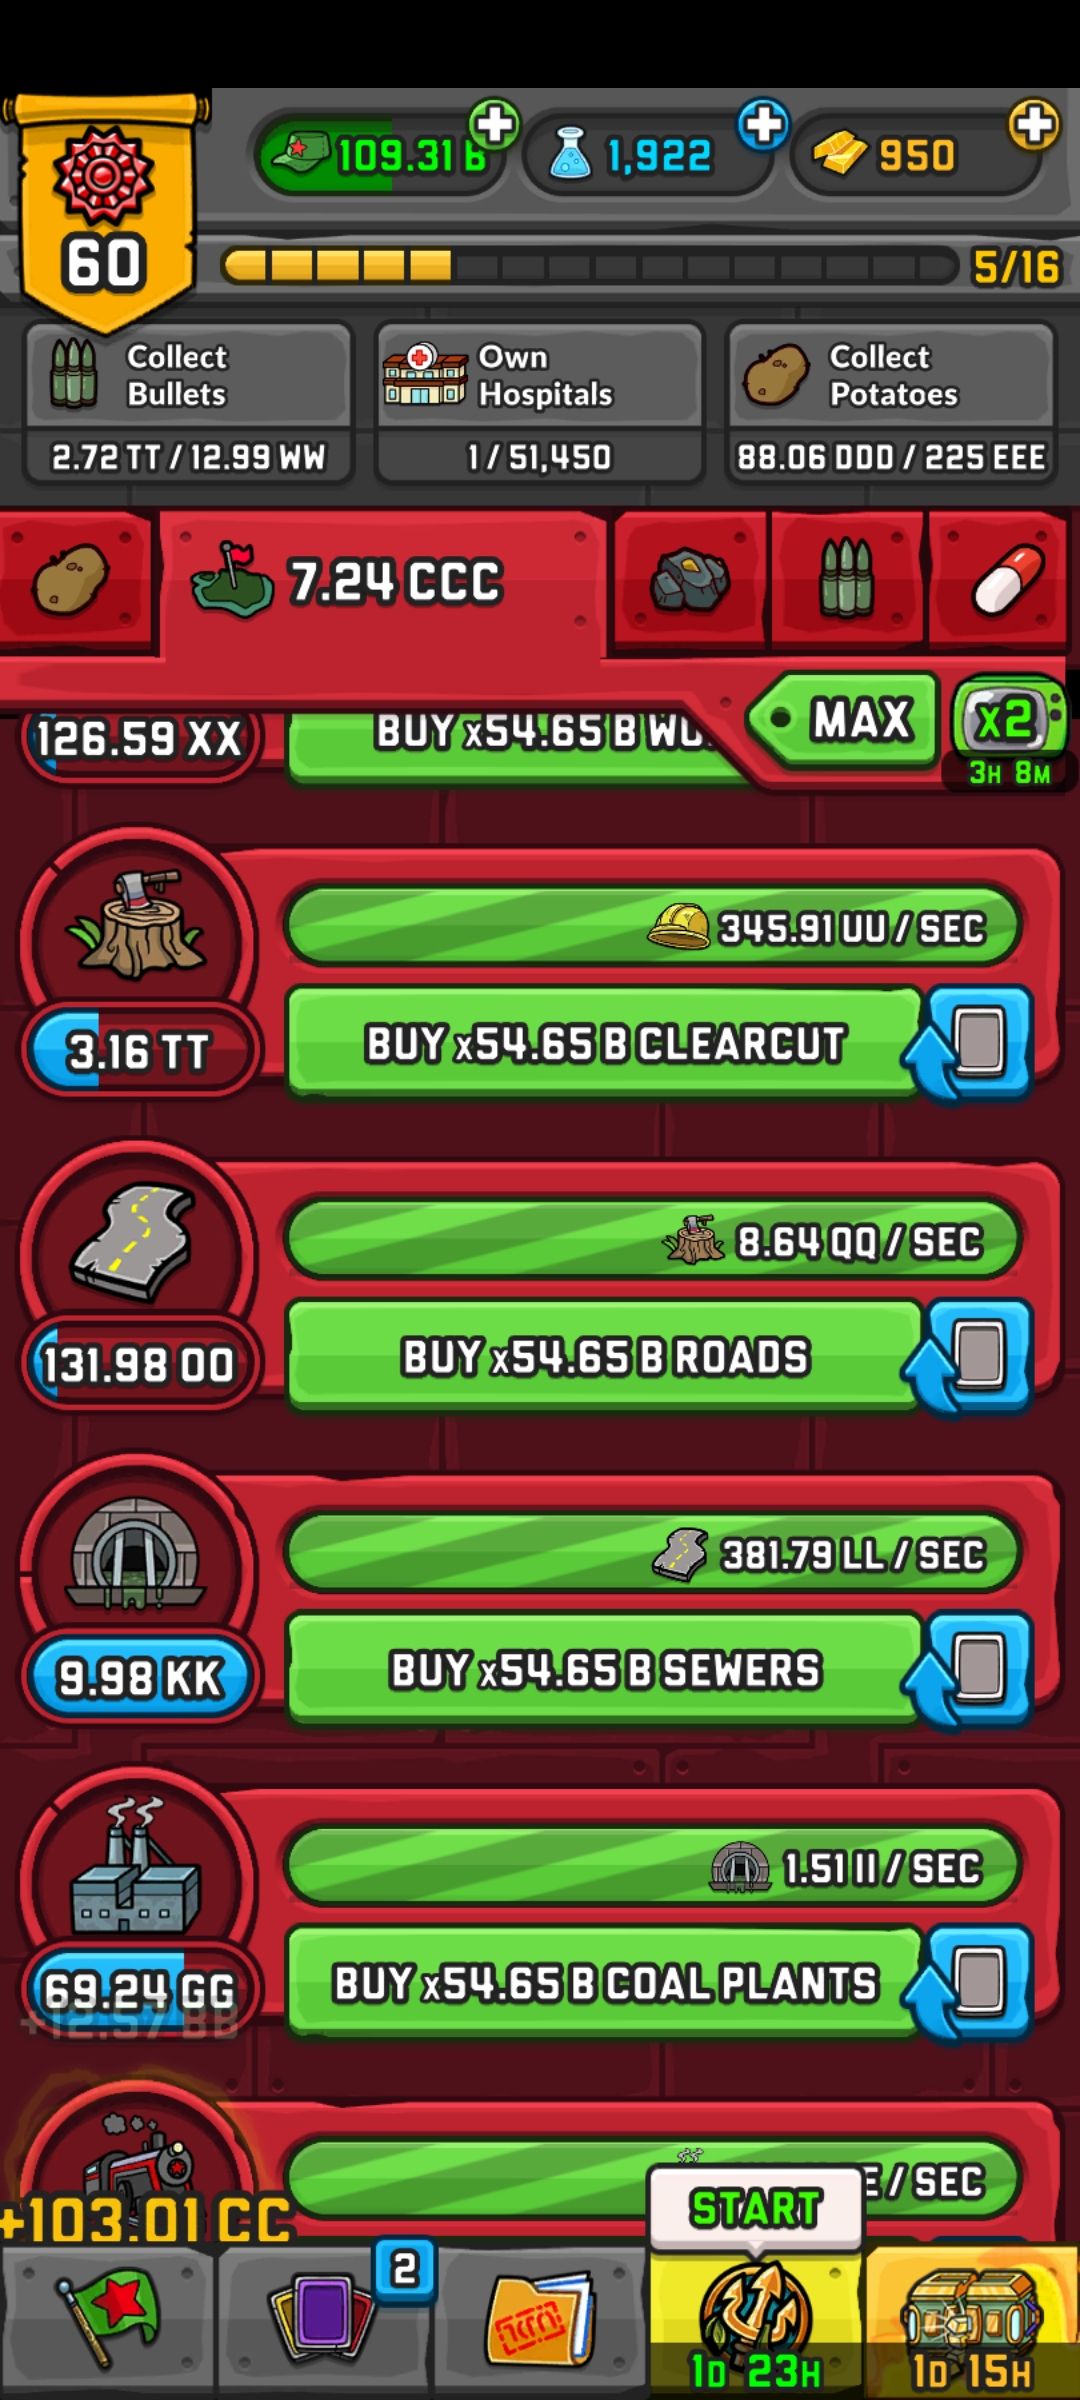 109.31 B
1,922
950
60
5/16
Collect
Bullets
2.72 TT / 12.99 WW
Own
Hospitals
1 / 51,450
Collect
Potatoes
88.06 DDD / 225 EEE
7.24 CCC
MAX
x2
3H 8M
126.59 XX
BUY x54.65 B
345.91 UU / SEC
3.16 TT
BUY x54.65 B CLEARCUT
8.64 QQ / SEC
131.98 OO
BUY x54.65 B ROADS
381.79 LL / SEC
9.98 KK
BUY x54.65 B SEWERS
1.51 II / SEC
69.24 GG
+12.57 BB
BUY x54.65 B COAL PLANTS
/ SEC
+103.01 CC
START
2
1D 23H
1D 15H